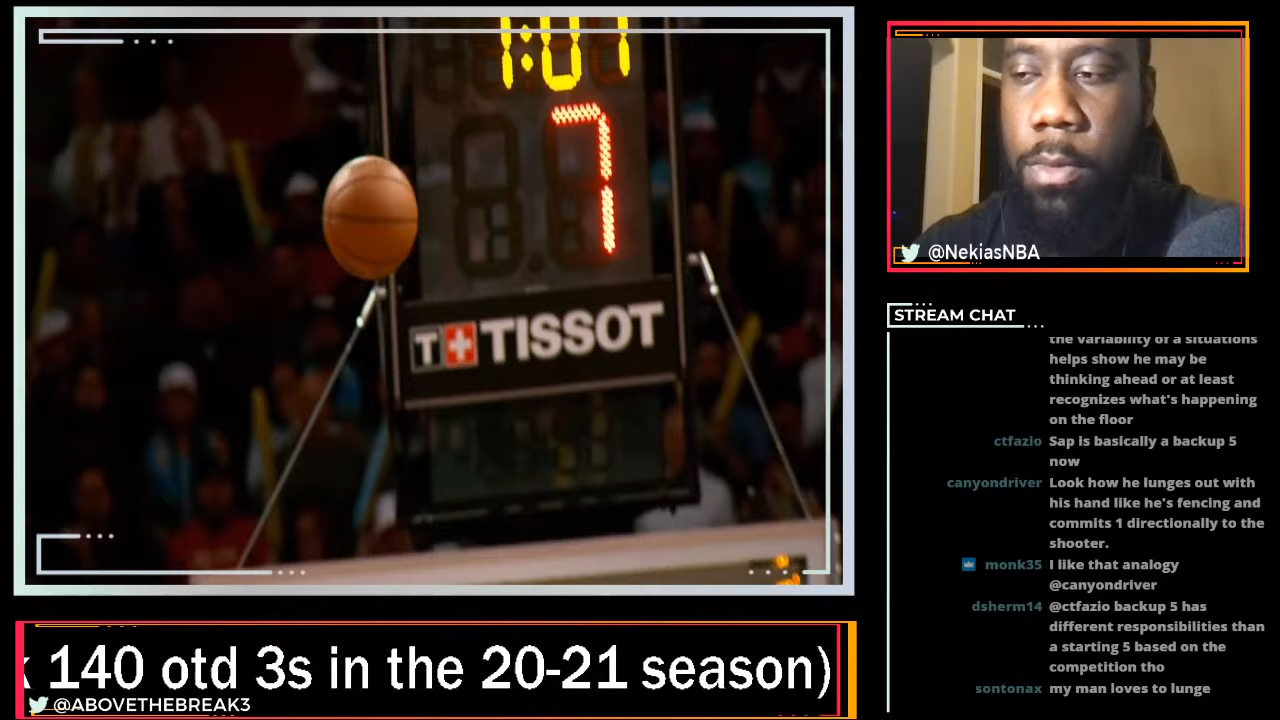 1:07
7
T+ TISSOT
@NekiasNBA
STREAM CHAT
the variability of a situations
helps show he may be
thinking ahead or at least
recognizes what's happening
on the floor
ctfazio Sap is basically a backup 5
now
canyondriver Look how he lunges out with
his hand like he's fencing and
commits 1 directionally to the
shooter.
monk35 I like that analogy
@canyondriver
dsherm14 @ctfazio backup 5 has
different responsibilities than
a starting 5 based on the
competition tho
sontonax my man loves to lunge
140 otd 3s in the 20-21 season)
@ABOVETHEBREAK3